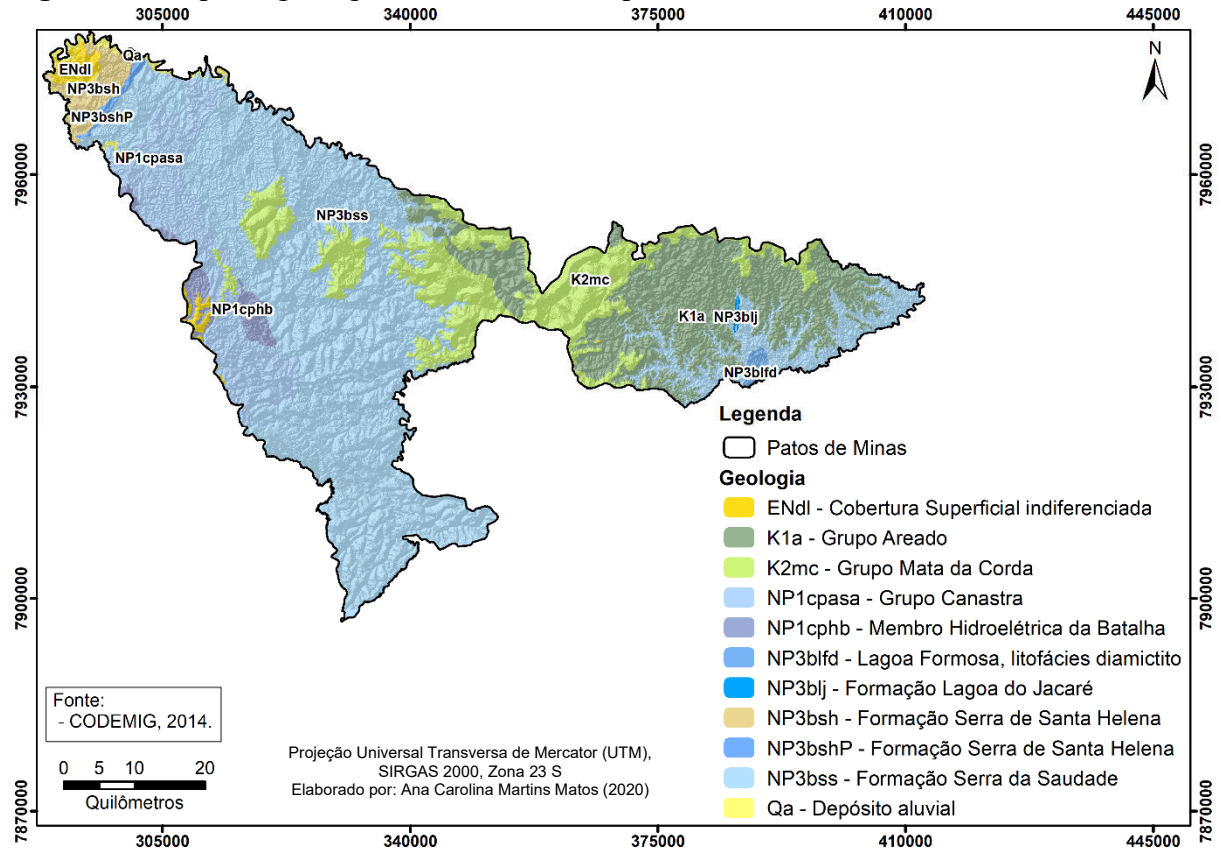 305000 340000 375000 410000 445000
N
Qa
ENdl
NP3bsh
NP3bshP
NP1cpasa
7960000 7960000
NP3bss
K2mc
NP1cphb
K1a NP3blj
NP3blfd
7930000 7930000
Legenda
Patos de Minas
Geologia
ENdl - Cobertura Superficial indiferenciada
K1a - Grupo Areado
K2mc - Grupo Mata da Corda
NP1cpasa - Grupo Canastra
NP1cphb - Membro Hidroelétrica da Batalha
NP3blfd - Lagoa Formosa, litofácies diamictito
NP3blj - Formação Lagoa do Jacaré
NP3bsh - Formação Serra de Santa Helena
NP3bshP - Formação Serra de Santa Helena
NP3bss - Formação Serra da Saudade
Qa - Depósito aluvial
7900000 7900000
Fonte:
- CODEMIG, 2014.
0 5 10 20
Quilômetros
Projeção Universal Transversa de Mercator (UTM),
SIRGAS 2000, Zona 23 S
Elaborado por: Ana Carolina Martins Matos (2020)
7870000 7870000
305000 340000 375000 410000 445000